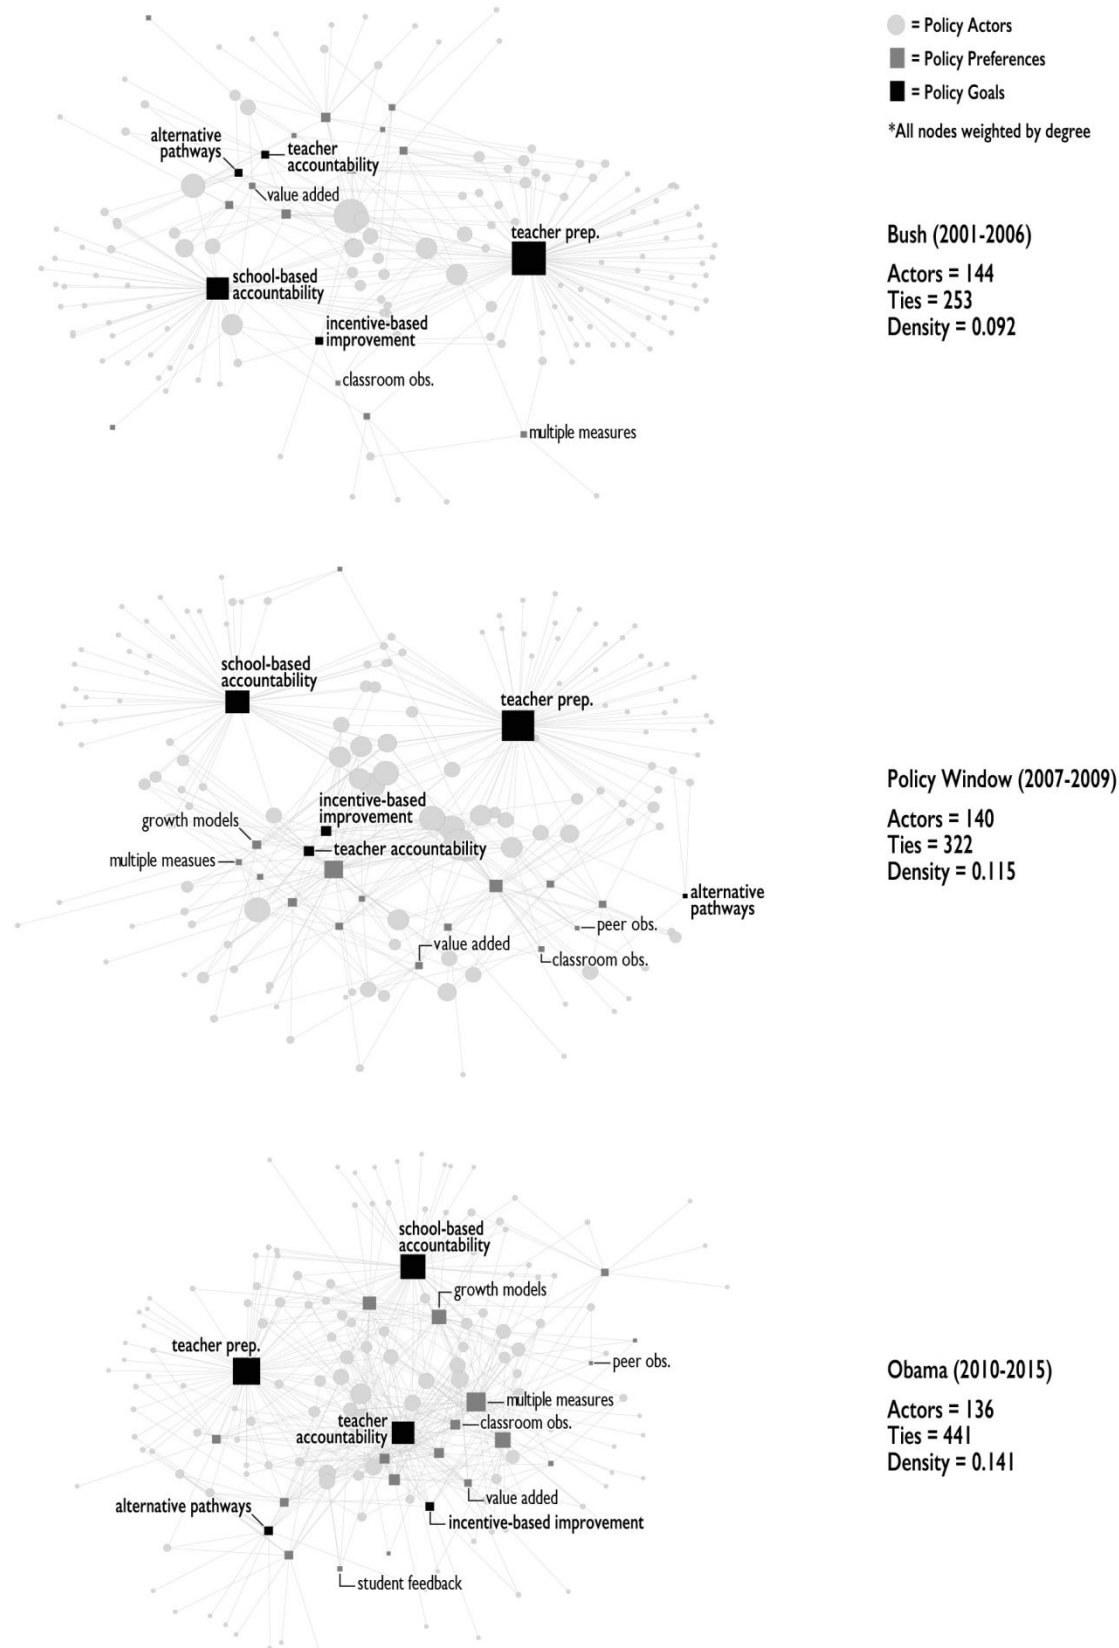 = Policy Actors
= Policy Preferences
= Policy Goals
*All nodes weighted by degree
alternative
pathways
teacher
accountability
value added
teacher prep.
school-based
accountability
incentive-based
improvement
classroom obs.
multiple measures
Bush (2001-2006)
Actors = 144
Ties = 253
Density = 0.092
school-based
accountability
teacher prep.
incentive-based
improvement
growth models
teacher accountability
multiple measues
alternative
pathways
peer obs.
value added
classroom obs.
Policy Window (2007-2009)
Actors = 140
Ties = 322
Density = 0.115
school-based
accountability
growth models
teacher prep.
peer obs.
multiple measures
teacher
accountability
classroom obs.
value added
alternative pathways
incentive-based improvement
student feedback
Obama (2010-2015)
Actors = 136
Ties = 441
Density = 0.141